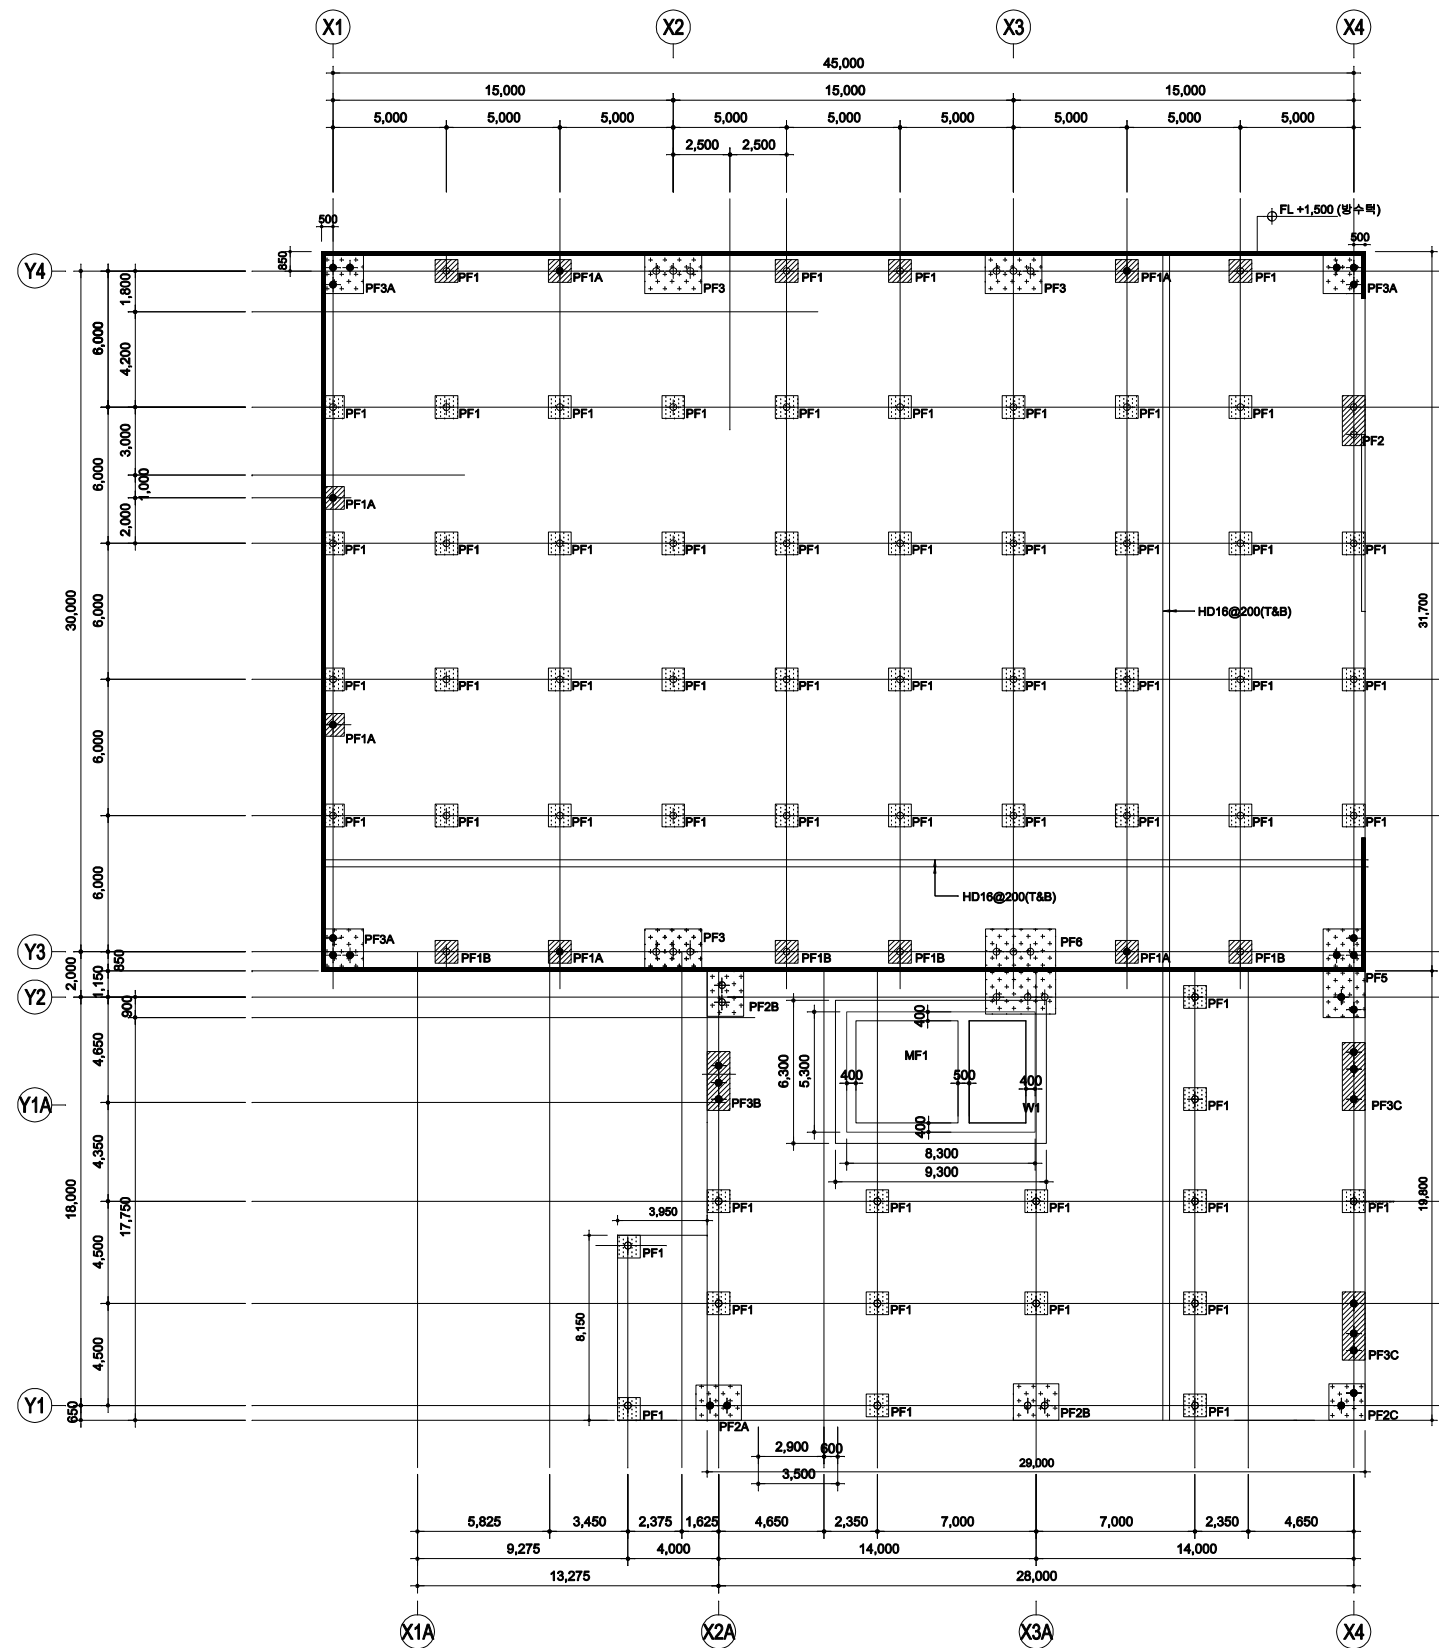 X1 X2 X3 X4
45,000
15,000 15,000 15,000
5,000 5,000 5,000 5,000 5,000 5,000 5,000 5,000 5,000
2,500 2,500
FL +1,500 (방수턱)
500 500
850
Y4
PF3A PF1 PF1A PF3 PF1 PF1 PF3 PF1A PF1 PF3A
1,800
6,000
4,200
PF1 PF1 PF1 PF1 PF1 PF1 PF1 PF1 PF1
PF2
3,000
6,000
1,000
PF1A
2,000
PF1 PF1 PF1 PF1 PF1 PF1 PF1 PF1 PF1 PF1
30,000
6,000
HD16@200(T&B)
31,700
PF1 PF1 PF1 PF1 PF1 PF1 PF1 PF1 PF1 PF1
PF1A
6,000
PF1 PF1 PF1 PF1 PF1 PF1 PF1 PF1 PF1 PF1
6,000
HD16@200(T&B)
Y3
PF3A PF1B PF1A PF3 PF1B PF1B PF6 PF1A PF1B PF5
850
2,000
1,150
Y2
900
PF2B PF1
4,650
400
MF1
6,300
5,300
400 500 400
W1
400
Y1A
PF3B PF1 PF3C
4,350
8,300
9,300
18,000
17,750
19,800
PF1 PF1 PF1 PF1 PF1
3,950
PF1
4,500
PF1 PF1 PF1 PF1
8,150
PF3C
4,500
Y1
650
PF1 PF2A PF1 PF2B PF1 PF2C
2,900 600
29,000
3,500
5,825 3,450 2,375 1,625 4,650 2,350 7,000 7,000 2,350 4,650
9,275 4,000 14,000 14,000
13,275 28,000
X1A X2A X3A X4